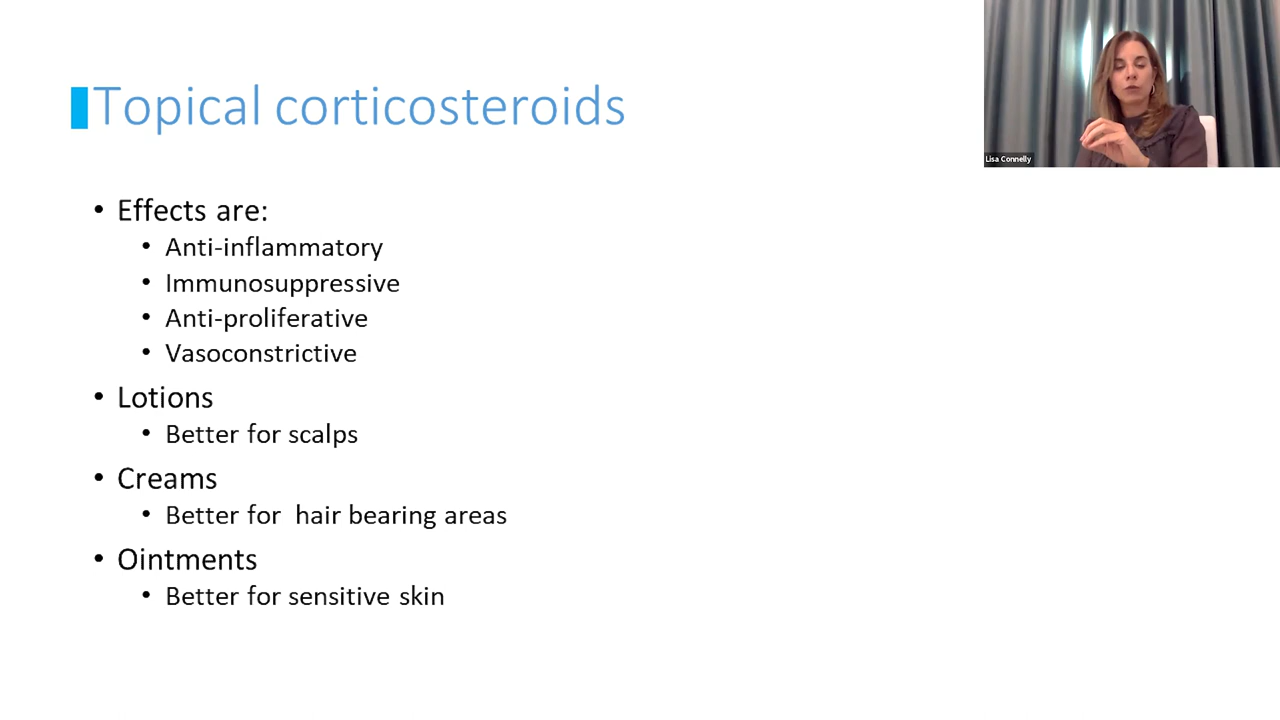 Topical corticosteroids
Lisa Connelly
• Effects are:
• Anti-inflammatory
• Immunosuppressive
• Anti-proliferative
• Vasoconstrictive
• Lotions
• Better for scalps
• Creams
• Better for  hair bearing areas
• Ointments
• Better for sensitive skin